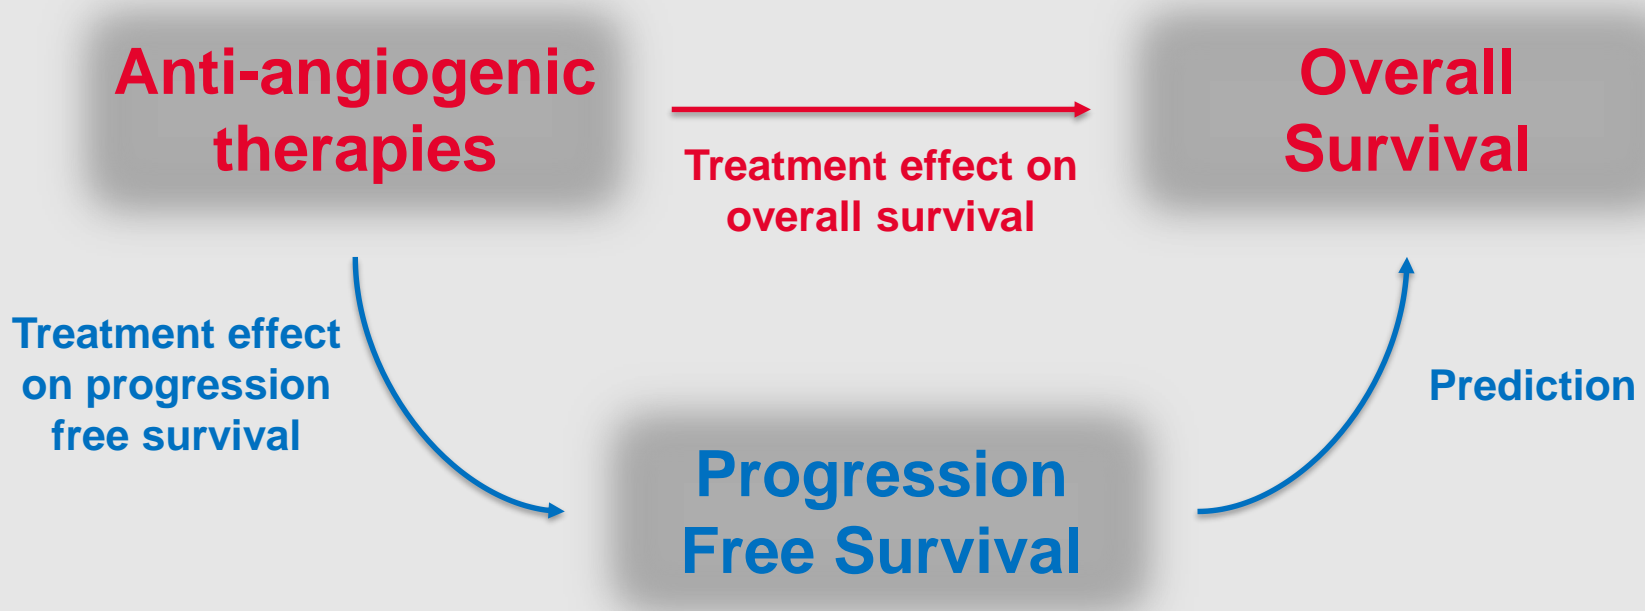 Anti-angiogenic
therapies
Overall
Survival
Treatment effect on
overall survival
Treatment effect
on progression
free survival
Prediction
Progression
Free Survival